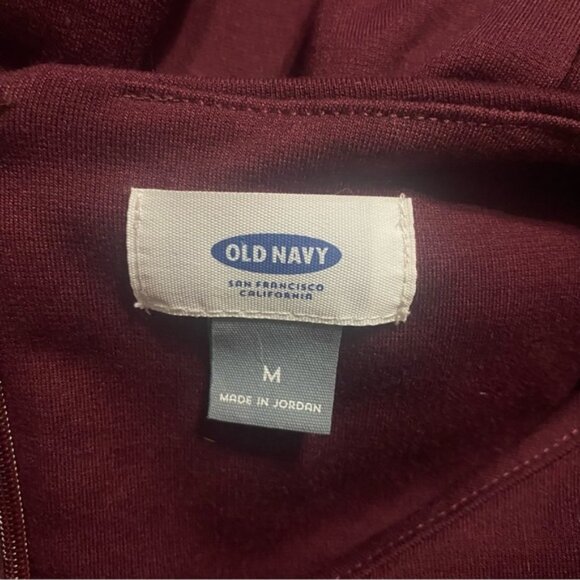 OLD NAVY
SAN FRANCISCO
CALIFORNIA
M
MADE IN JORDAN